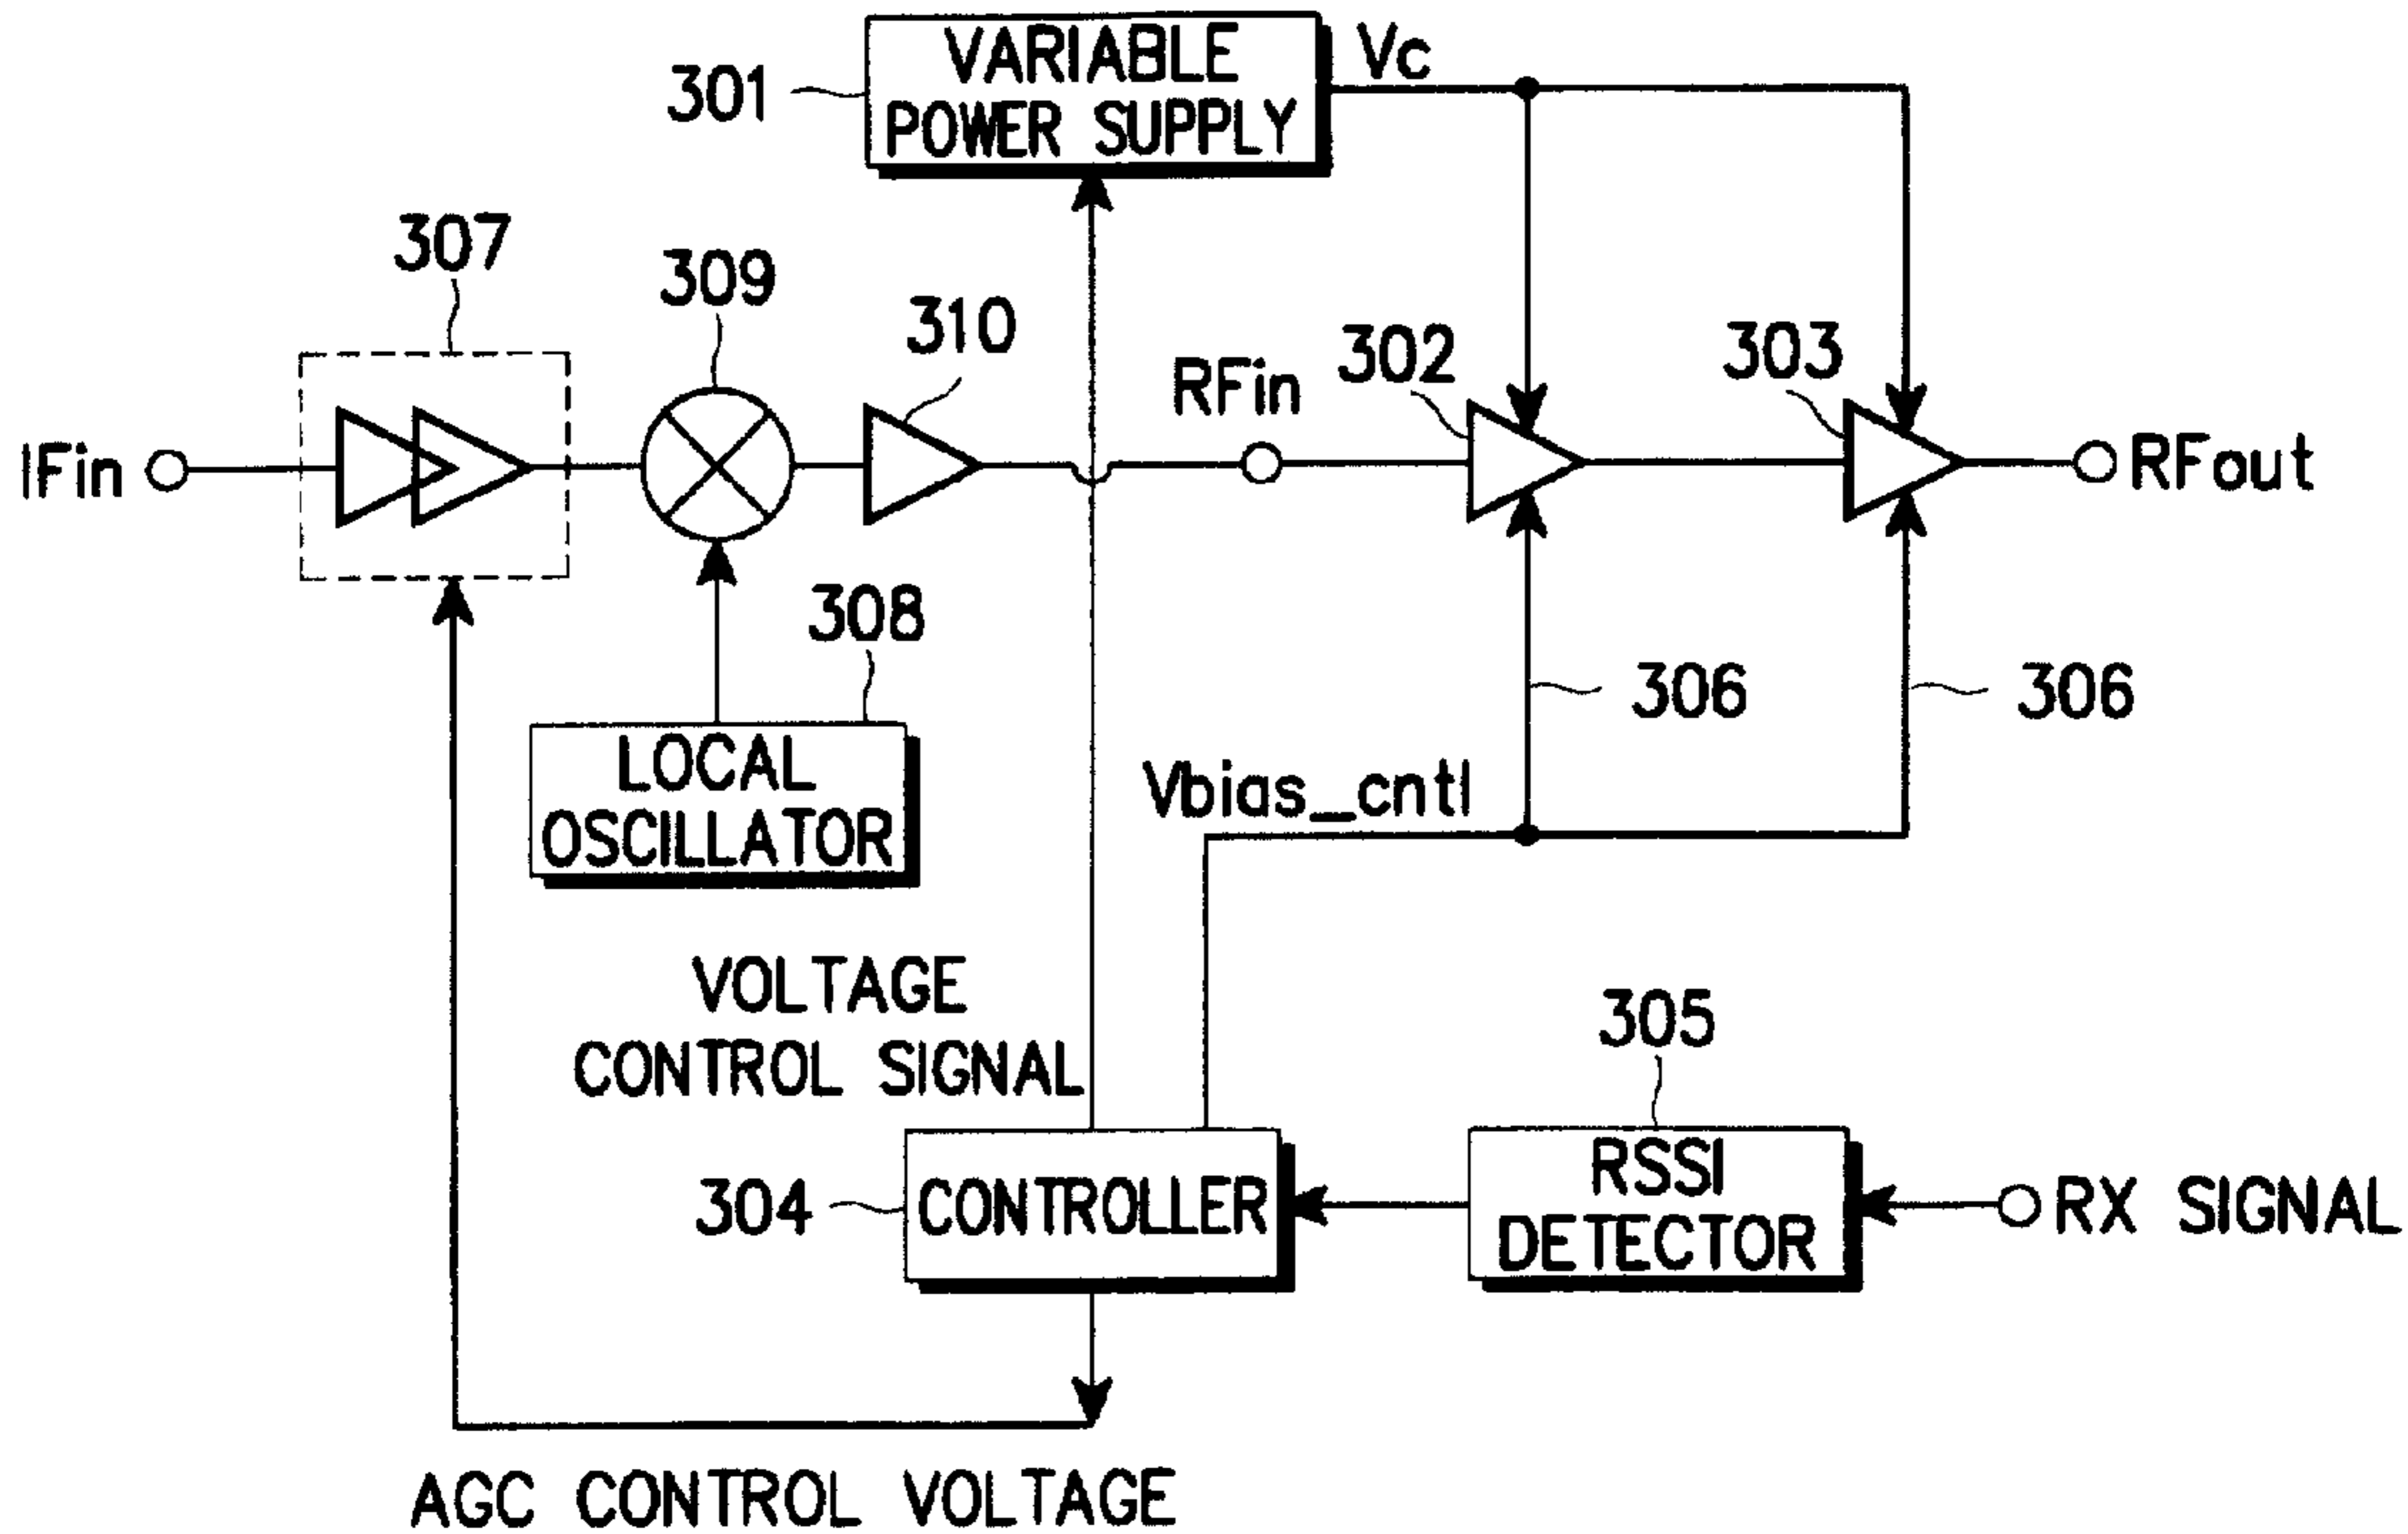 VARIABLE
POWER SUPPLY
301
Vc
307
309
310
RFin
302
303
IFin
RFout
308
LOCAL
OSCILLATOR
306
306
Vbias_cntl
VOLTAGE
CONTROL SIGNAL
305
304
CONTROLLER
RSSI
DETECTOR
RX SIGNAL
AGC CONTROL VOLTAGE